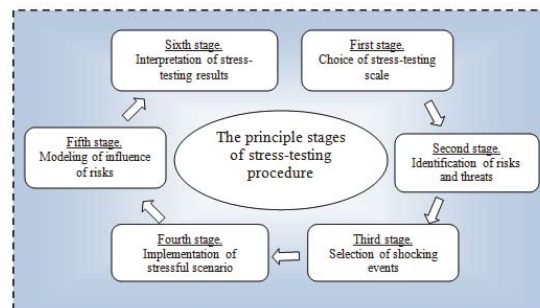 Sixth stage.
Interpretation of stress-
testing results
First stage.
Choice of stress-testing
scale
Fifth stage.
Modeling of influence
of risks
The principle stages
of stress-testing
procedure
Second stage.
Identification of risks
and threats
Fourth stage.
Implementation of
stressful scenario
Third stage.
Selection of shocking
events